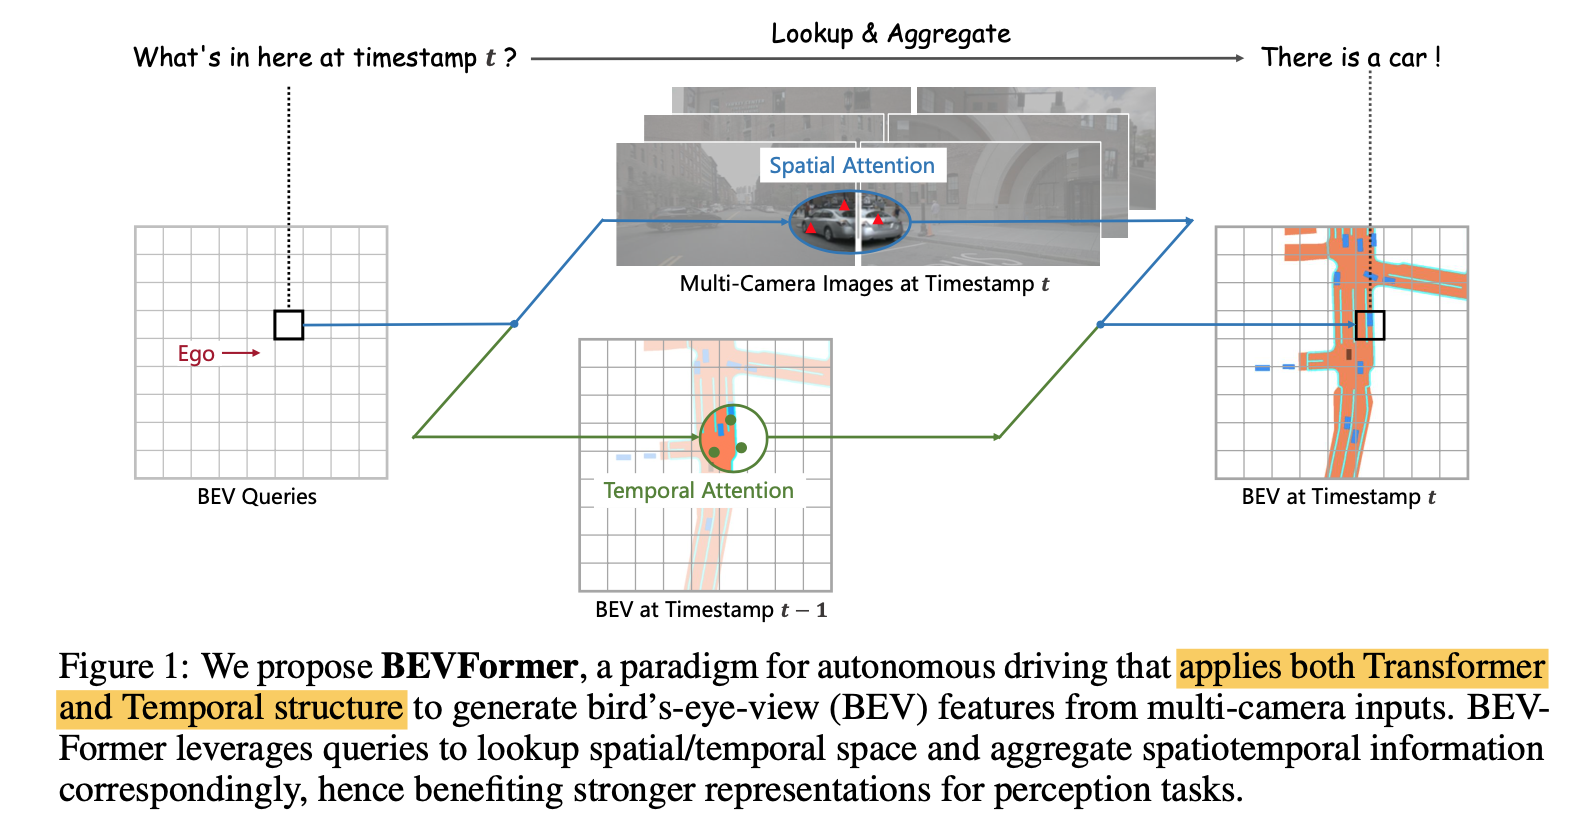 What's in here at timestamp t ?
Lookup & Aggregate
There is a car !
Spatial Attention
Multi-Camera Images at Timestamp t
Ego
BEV Queries
Temporal Attention
BEV at Timestamp t
BEV at Timestamp t − 1
Figure 1: We propose BEVFormer, a paradigm for autonomous driving that applies both Transformer
and Temporal structure to generate bird's-eye-view (BEV) features from multi-camera inputs. BEV-
Former leverages queries to lookup spatial/temporal space and aggregate spatiotemporal information
correspondingly, hence benefiting stronger representations for perception tasks.